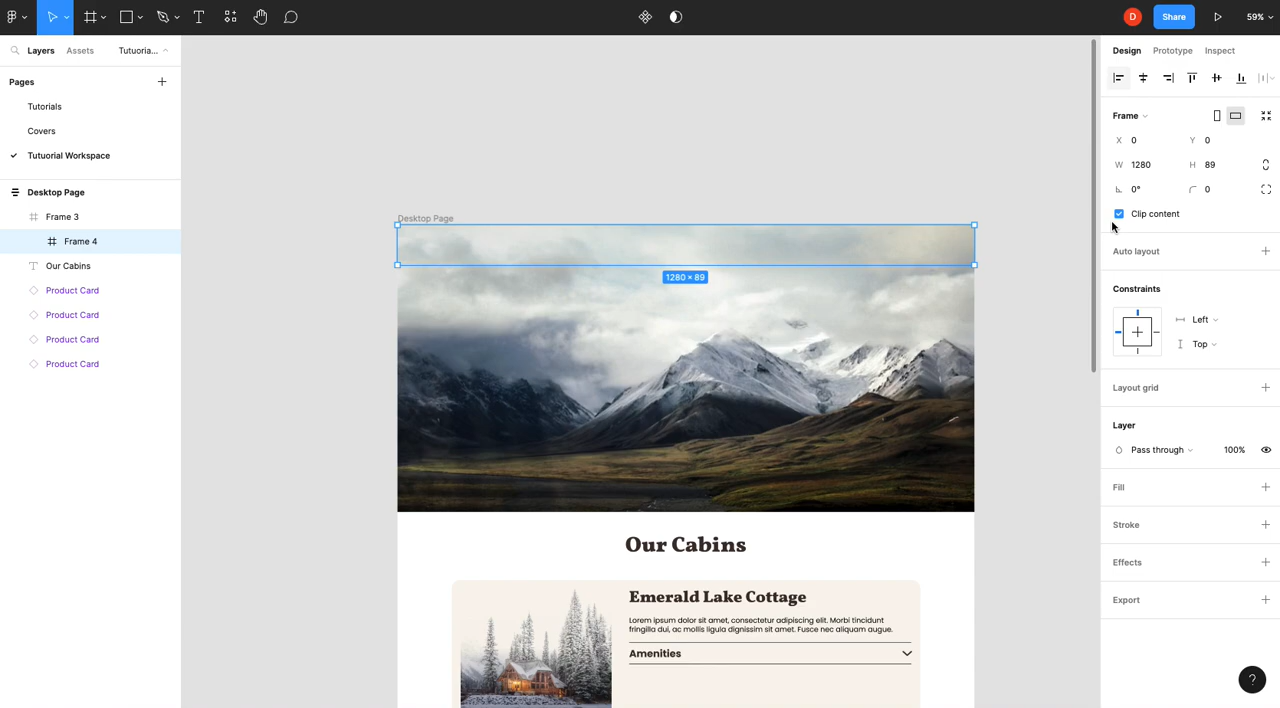 D
Share
59%
Layers
Assets
Tutuoria...
Pages
Tutorials
Covers
Tutuorial Workspace
Desktop Page
Frame 3
Frame 4
Our Cabins
Product Card
Product Card
Product Card
Product Card
Desktop Page
1280 × 89
Our Cabins
Emerald Lake Cottage
Lorem ipsum dolor sit amet, consectetur adipiscing elit. Morbi tincidunt
fringilla dui, ac mollis ligula dignissim sit amet. Fusce nec aliquam augue.
Amenities
Design
Prototype
Inspect
Frame
X 0
Y 0
W 1280
H 89
0°
0
Clip content
Auto layout
Constraints
Left
Top
Layout grid
Layer
Pass through
100%
Fill
Stroke
Effects
Export
?